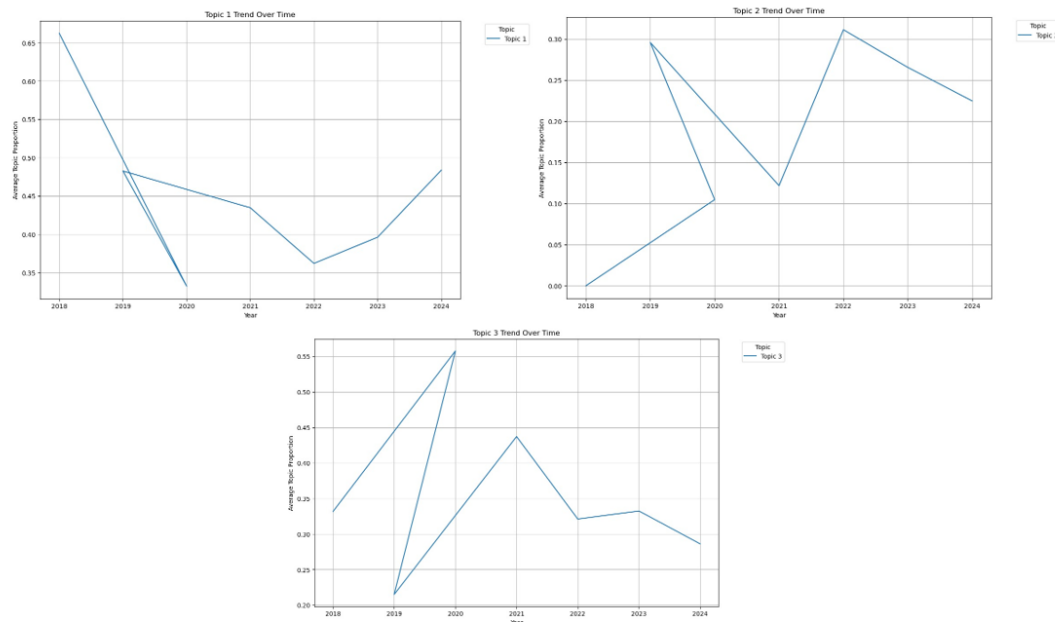 Topic 1 Trend Over Time
Topic
Topic 1
0.65
0.60
0.55
0.50
0.45
0.40
0.35
Average Topic Proportion
2018 2019 2020 2021 2022 2023 2024
Year
Topic 2 Trend Over Time
Topic
Topic
0.30
0.25
0.20
0.15
0.10
0.05
0.00
Average Topic Proportion
2018 2019 2020 2021 2022 2023 2024
Year
Topic 3 Trend Over Time
Topic
Topic 3
0.55
0.50
0.45
0.40
0.35
0.30
0.25
0.20
Average Topic Proportion
2018 2019 2020 2021 2022 2023 2024
Year